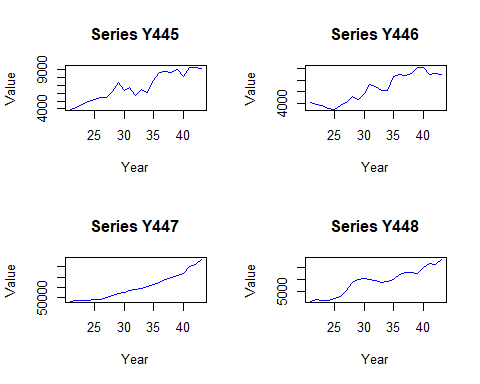 Series Y445
Value
4000
9000
25
30
35
40
Year
Series Y446
Value
4000
25
30
35
40
Year
Series Y447
Value
50000
25
30
35
40
Year
Series Y448
Value
5000
25
30
35
40
Year